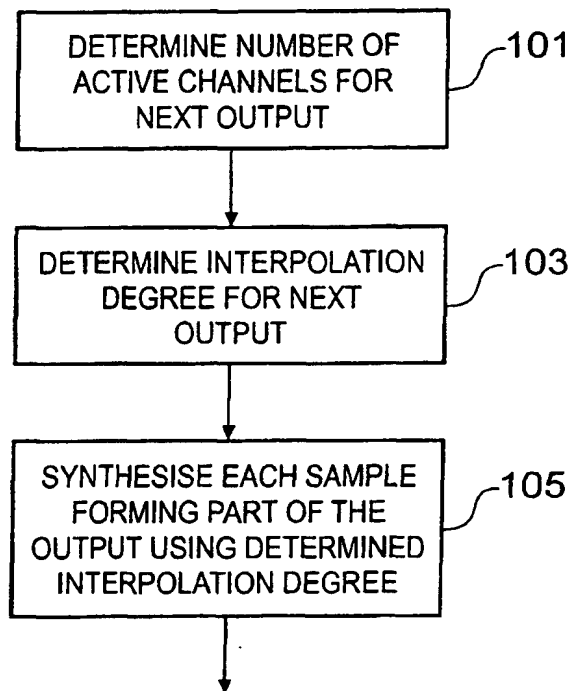 DETERMINE NUMBER OF
ACTIVE CHANNELS FOR
NEXT OUTPUT
101
DETERMINE INTERPOLATION
DEGREE FOR NEXT
OUTPUT
103
SYNTHESISE EACH SAMPLE
FORMING PART OF THE
OUTPUT USING DETERMINED
INTERPOLATION DEGREE
105